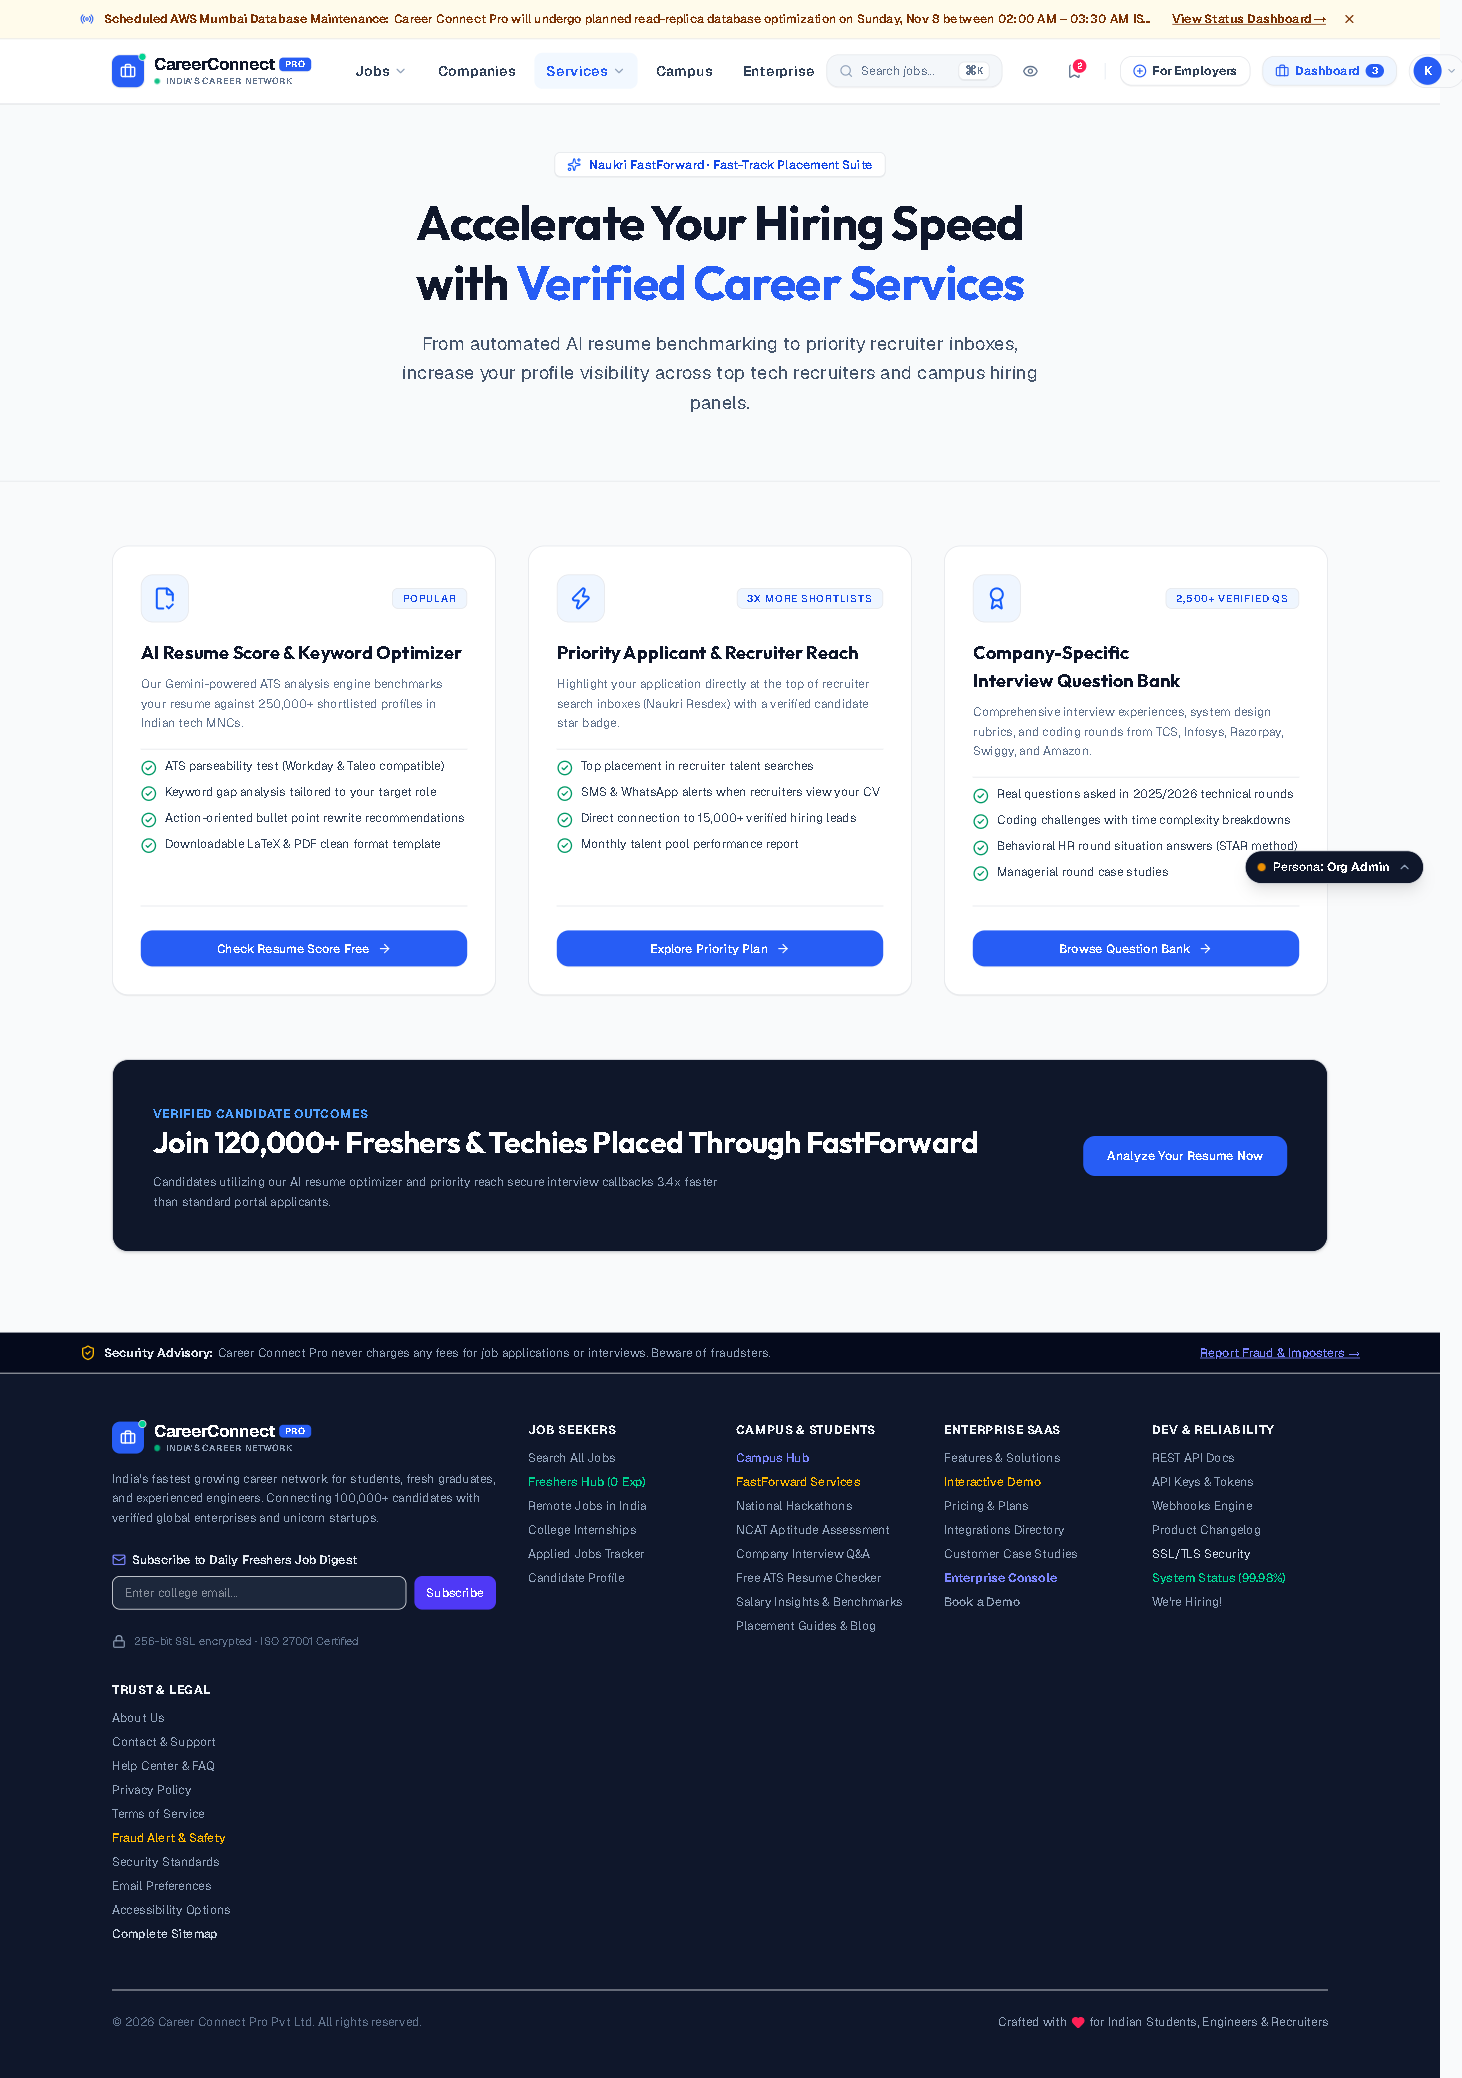 Scheduled AWS Mumbai Database Maintenance: Career Connect Pro will undergo planned read-replica database optimization on Sunday, Nov 8 between 02:00 AM – 03:30 AM IS... View Status Dashboard → ✕
CareerConnect PRO
INDIA'S CAREER NETWORK
Jobs Companies Services Campus Enterprise Search jobs... ⌘K 2 For Employers Dashboard 3 K
Naukri FastForward · Fast-Track Placement Suite
Accelerate Your Hiring Speed
with Verified Career Services
From automated AI resume benchmarking to priority recruiter inboxes,
increase your profile visibility across top tech recruiters and campus hiring
panels.
POPULAR
AI Resume Score & Keyword Optimizer
Our Gemini-powered ATS analysis engine benchmarks
your resume against 250,000+ shortlisted profiles in
Indian tech MNCs.
ATS parseability test (Workday & Taleo compatible)
Keyword gap analysis tailored to your target role
Action-oriented bullet point rewrite recommendations
Downloadable LaTeX & PDF clean format template
Check Resume Score Free →
3X MORE SHORTLISTS
Priority Applicant & Recruiter Reach
Highlight your application directly at the top of recruiter
search inboxes (Naukri Resdex) with a verified candidate
star badge.
Top placement in recruiter talent searches
SMS & WhatsApp alerts when recruiters view your CV
Direct connection to 15,000+ verified hiring leads
Monthly talent pool performance report
Explore Priority Plan →
2,500+ VERIFIED QS
Company-Specific
Interview Question Bank
Comprehensive interview experiences, system design
rubrics, and coding rounds from TCS, Infosys, Razorpay,
Swiggy, and Amazon.
Real questions asked in 2025/2026 technical rounds
Coding challenges with time complexity breakdowns
Behavioral HR round situation answers (STAR method)
Managerial round case studies
Persona: Org Admin
Browse Question Bank →
VERIFIED CANDIDATE OUTCOMES
Join 120,000+ Freshers & Techies Placed Through FastForward
Candidates utilizing our AI resume optimizer and priority reach secure interview callbacks 3.4x faster
than standard portal applicants.
Analyze Your Resume Now
Security Advisory: Career Connect Pro never charges any fees for job applications or interviews. Beware of fraudsters.
Report Fraud & Imposters →
CareerConnect PRO
INDIA'S CAREER NETWORK
India's fastest growing career network for students, fresh graduates,
and experienced engineers. Connecting 100,000+ candidates with
verified global enterprises and unicorn startups.
Subscribe to Daily Freshers Job Digest
Enter college email... Subscribe
256-bit SSL encrypted · ISO 27001 Certified
JOB SEEKERS
Search All Jobs
Freshers Hub (0 Exp)
Remote Jobs in India
College Internships
Applied Jobs Tracker
Candidate Profile
CAMPUS & STUDENTS
Campus Hub
FastForward Services
National Hackathons
NCAT Aptitude Assessment
Company Interview Q&A
Free ATS Resume Checker
Salary Insights & Benchmarks
Placement Guides & Blog
ENTERPRISE SAAS
Features & Solutions
Interactive Demo
Pricing & Plans
Integrations Directory
Customer Case Studies
Enterprise Console
Book a Demo
DEV & RELIABILITY
REST API Docs
API Keys & Tokens
Webhooks Engine
Product Changelog
SSL/TLS Security
System Status (99.98%)
We're Hiring!
TRUST & LEGAL
About Us
Contact & Support
Help Center & FAQ
Privacy Policy
Terms of Service
Fraud Alert & Safety
Security Standards
Email Preferences
Accessibility Options
Complete Sitemap
© 2026 Career Connect Pro Pvt Ltd. All rights reserved.
Crafted with ❤ for Indian Students, Engineers & Recruiters